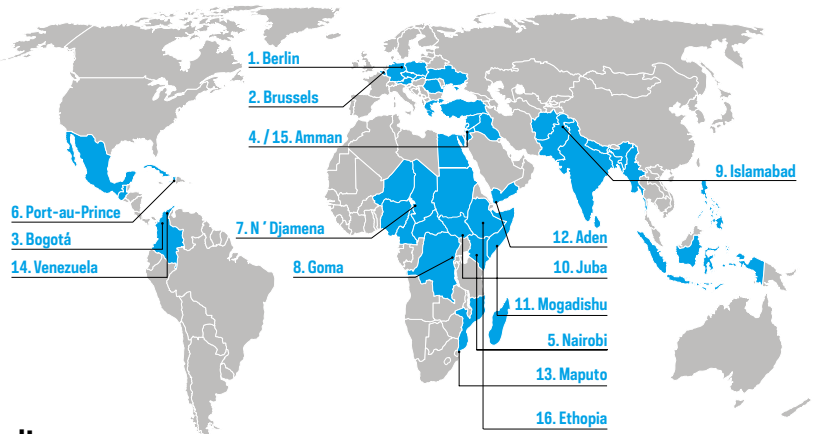 1. Berlin
2. Brussels
4. / 15. Amman
9. Islamabad
6. Port-au-Prince
3. Bogotá
14. Venezuela
7. N´Djamena
8. Goma
12. Aden
10. Juba
11. Mogadishu
5. Nairobi
13. Maputo
16. Ethopia